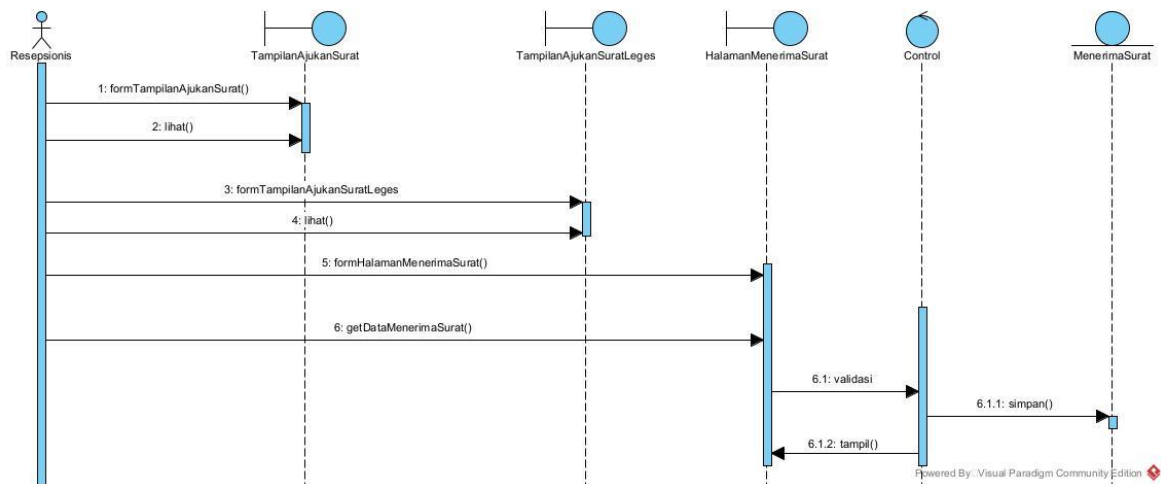 Resepsionis
TampilanAjukanSurat
TampilanAjukanSuratLeges
HalamanMenerimaSurat
Control
MenerimaSurat
1: formTampilanAjukanSurat()
2: lihat()
3: formTampilanAjukanSuratLeges
4: lihat()
5: formHalamanMenerimaSurat()
6: getDataMenerimaSurat()
6.1: validasi
6.1.1: simpan()
6.1.2: tampil()
Powered By Visual Paradigm Community Edition